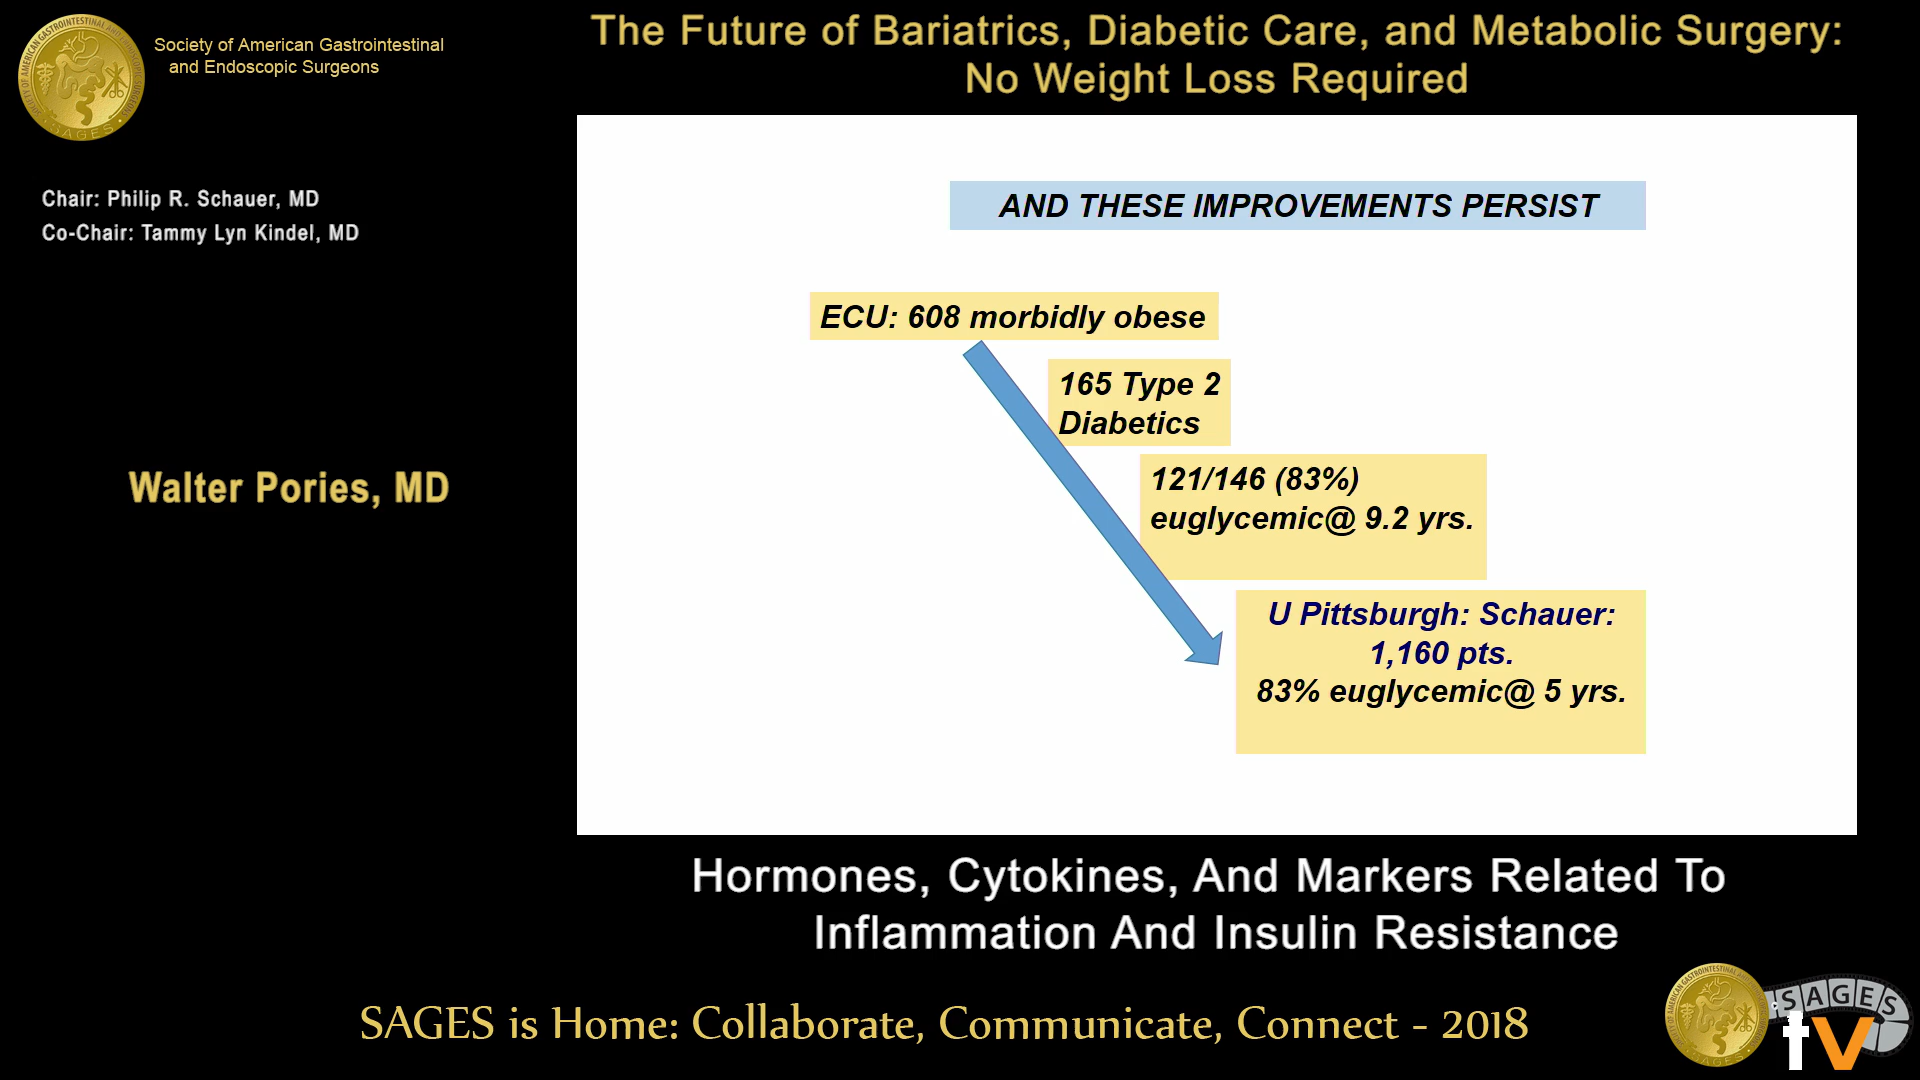 Society of American Gastrointestinal
and Endoscopic Surgeons
The Future of Bariatrics, Diabetic Care, and Metabolic Surgery:
No Weight Loss Required
Chair: Philip R. Schauer, MD
Co-Chair: Tammy Lyn Kindel, MD
Walter Pories, MD
AND THESE IMPROVEMENTS PERSIST
ECU: 608 morbidly obese
165 Type 2
Diabetics
121/146 (83%)
euglycemic@ 9.2 yrs.
U Pittsburgh: Schauer:
1,160 pts.
83% euglycemic@ 5 yrs.
Hormones, Cytokines, And Markers Related To
Inflammation And Insulin Resistance
SAGES is Home: Collaborate, Communicate, Connect - 2018
SAGES
tv